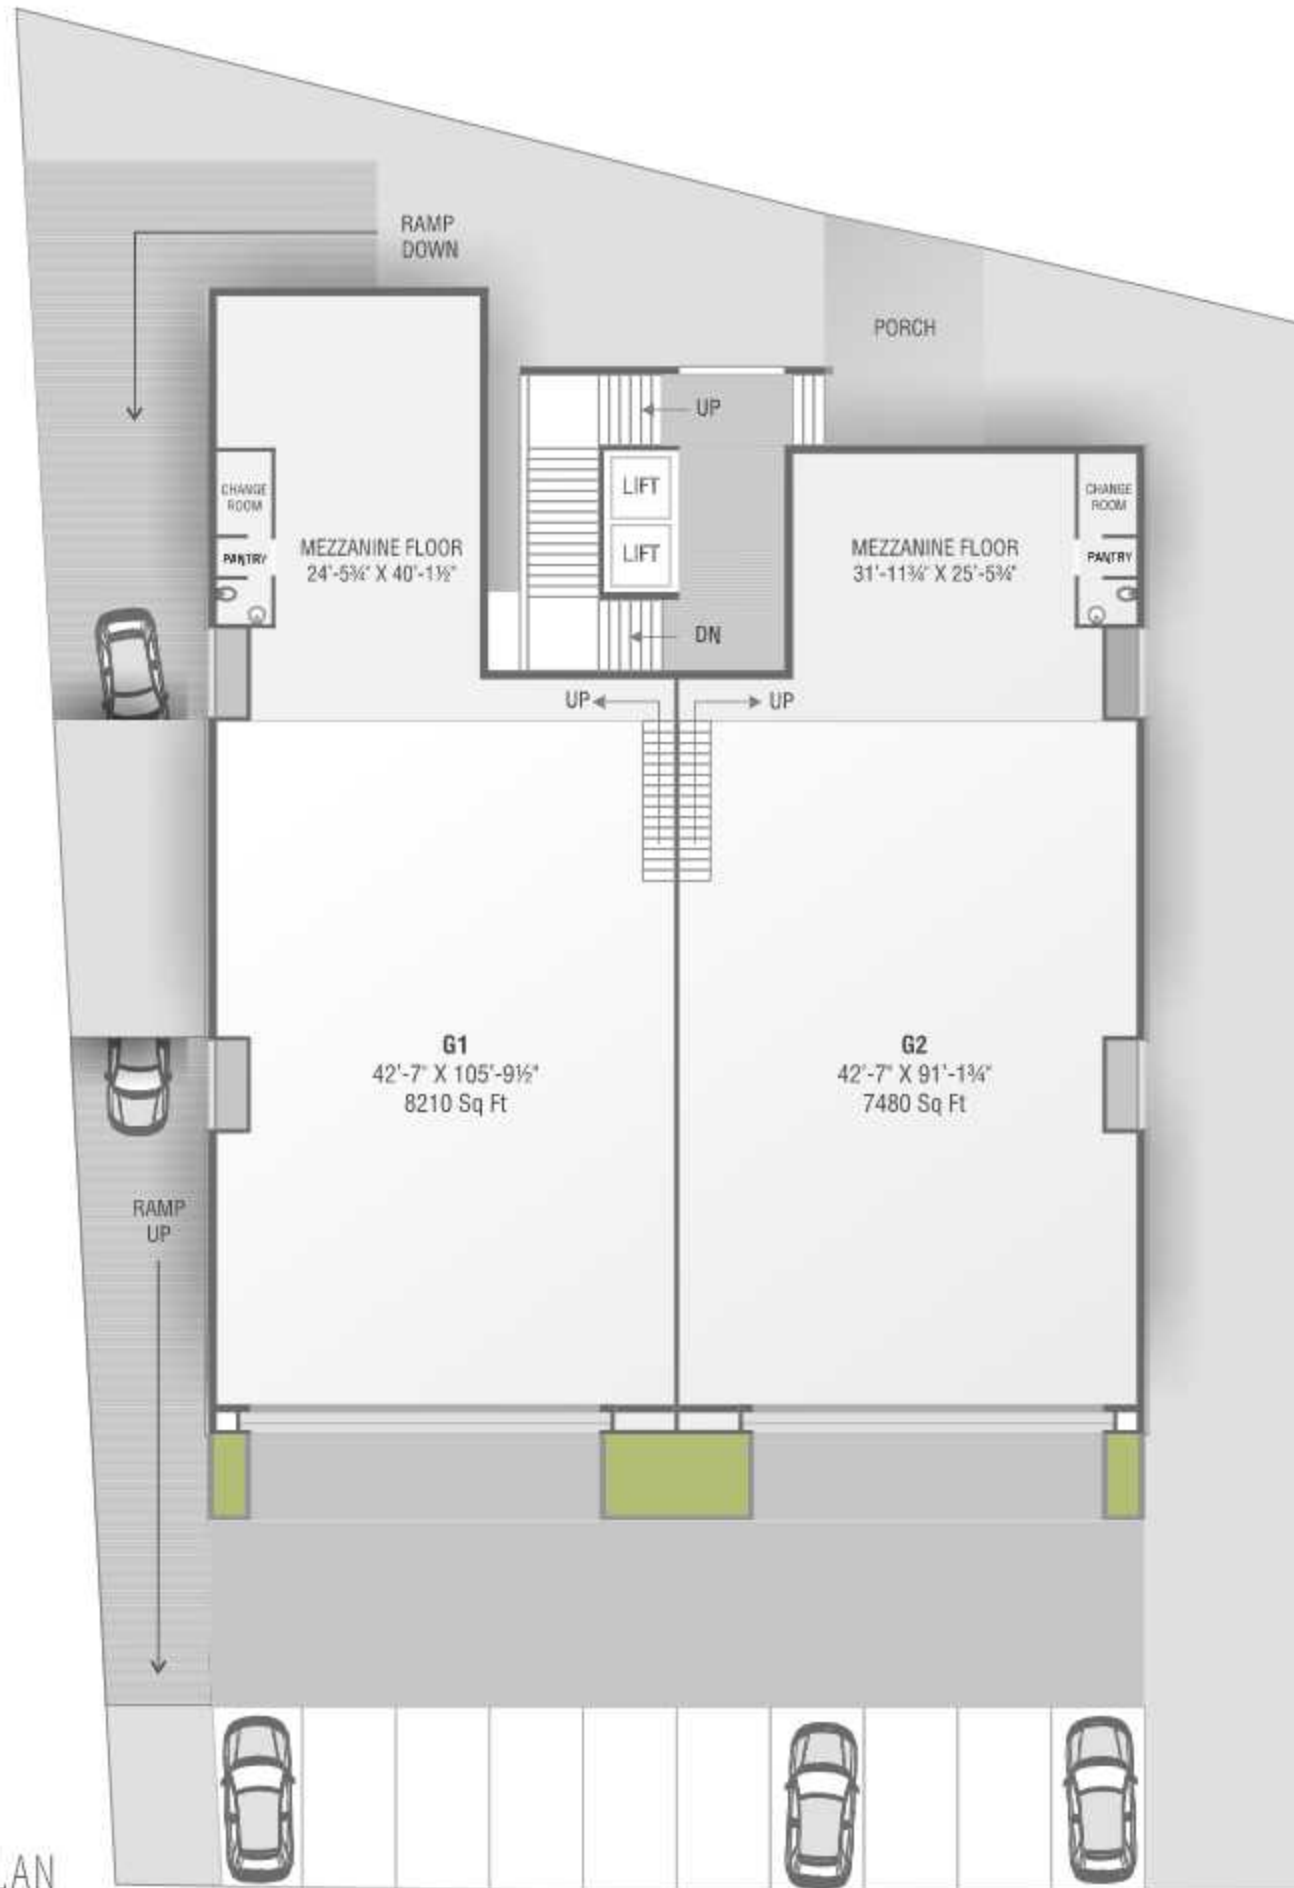 RAMP
DOWN
PORCH
UP
LIFT
LIFT
CHANGE
ROOM
CHANGE
ROOM
PANTRY
PANTRY
MEZZANINE FLOOR
24'-5¾" X 40'-1½"
MEZZANINE FLOOR
31'-11¾" X 25'-5¾"
DN
UP
UP
G1
42'-7" X 105'-9½"
8210 Sq Ft
G2
42'-7" X 91'-1¾"
7480 Sq Ft
RAMP
UP
LAN